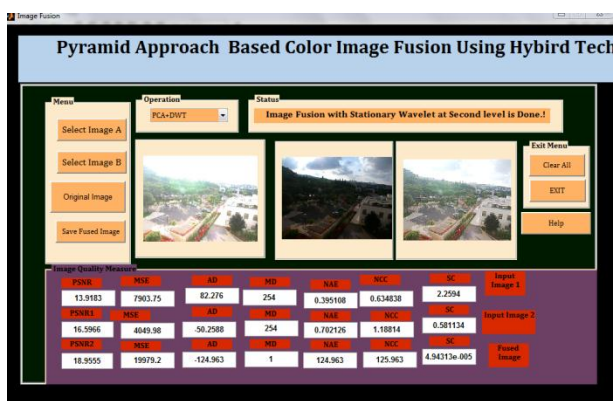 Image Fusion
Pyramid Approach Based Color Image Fusion Using Hybird Tech
Menu
Select Image A
Select Image B
Original Image
Save Fused Image
Operation
PCA+DWT
Status
Image Fusion with Stationary Wavelet at Second level is Done.!
Exit Menu
Clear All
EXIT
Help
Image Quality Measure
PSNR MSE AD MD NAE NCC SC Input
Image 1
13.9183 7903.75 82.276 254 0.395108 0.634838 2.2594
PSNR1 MSE AD MD NAE NCC SC Input Image 2
16.5966 4049.98 -50.2588 254 0.702126 1.18814 0.581134
PSNR2 MSE AD MD NAE NCC SC Fused
Image
18.9555 19979.2 -124.963 1 124.963 125.963 4.94313e-005